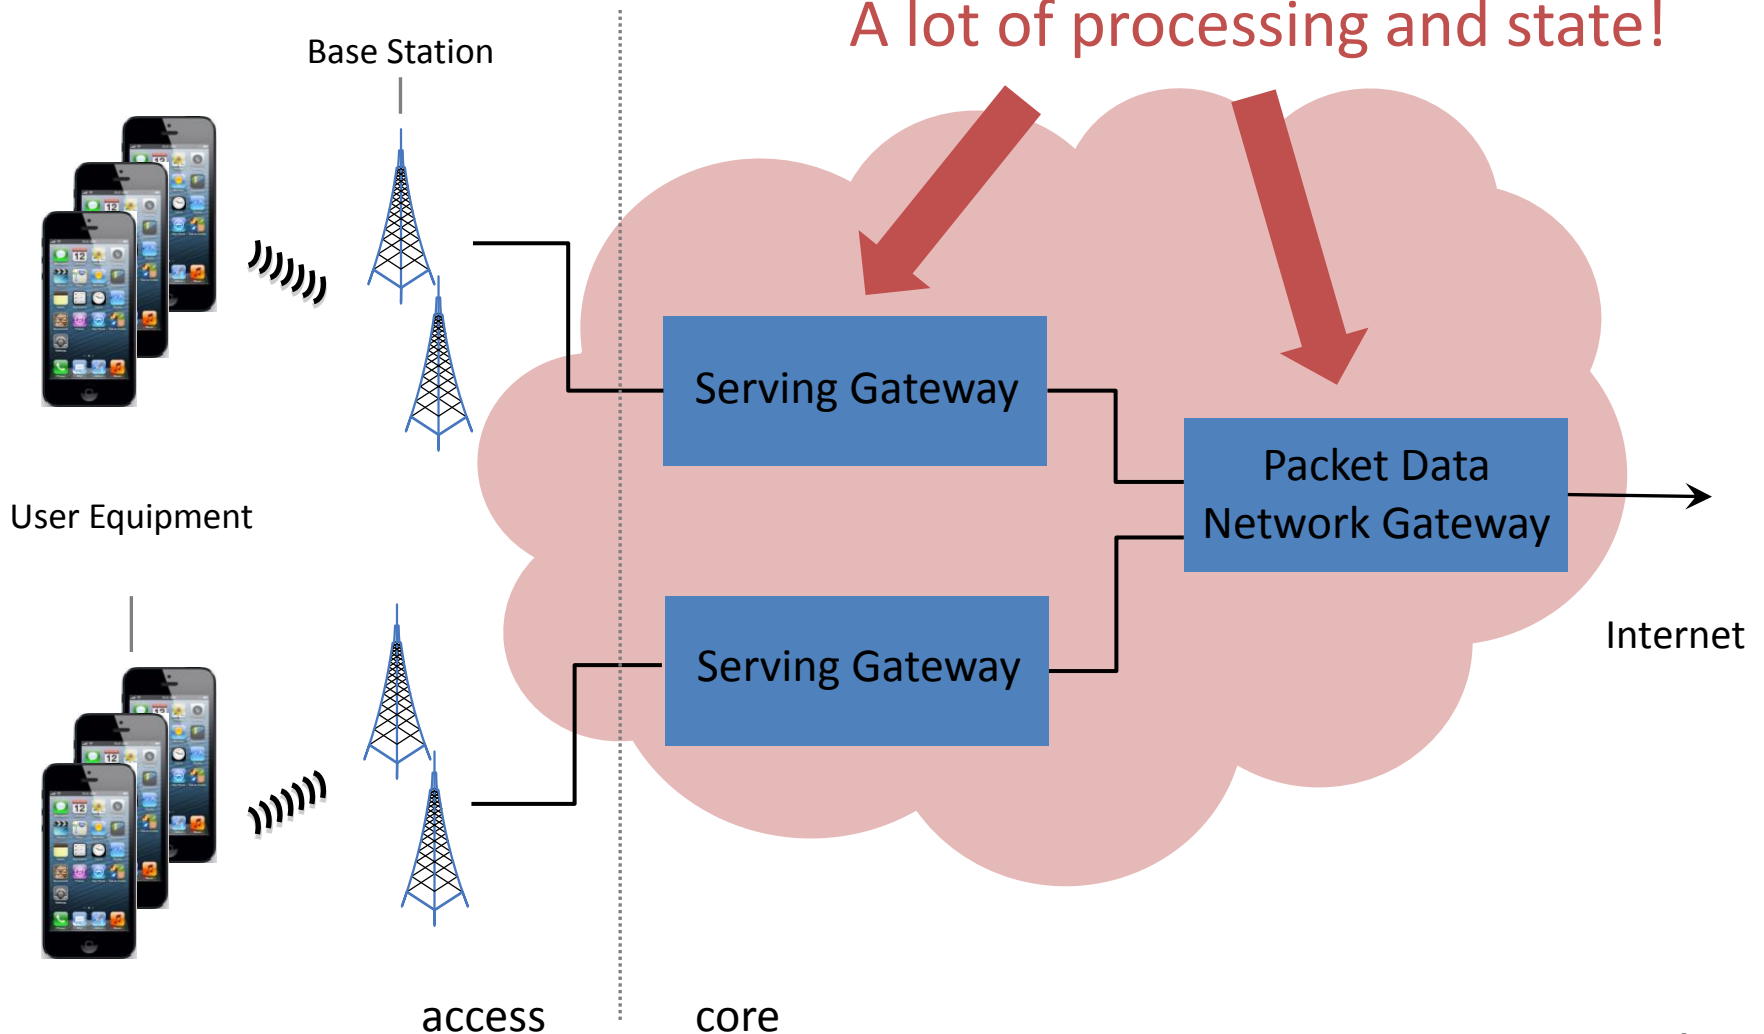 A lot of processing and state!
Base Station
Serving Gateway
Packet Data
Network Gateway
User Equipment
Internet
Serving Gateway
access
core